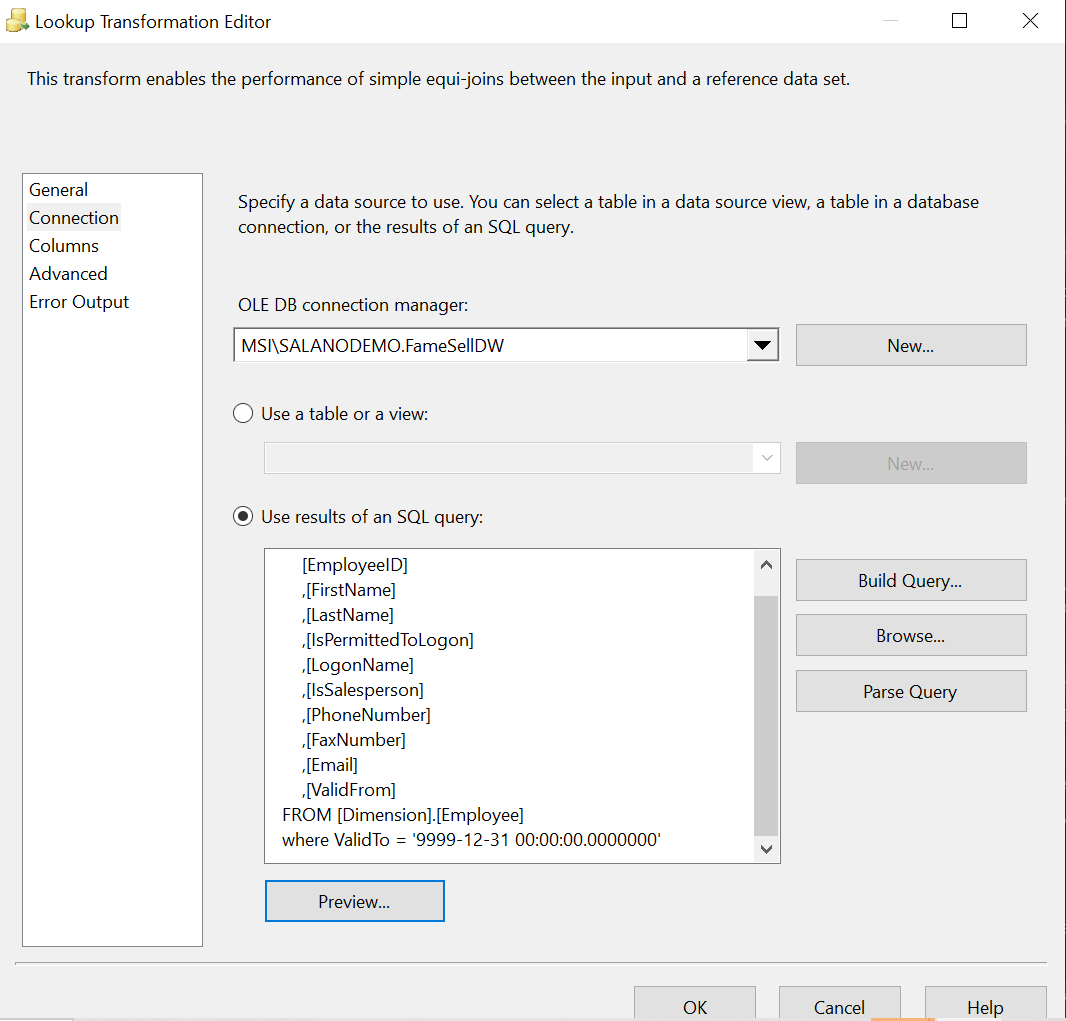 Lookup Transformation Editor
This transform enables the performance of simple equi-joins between the input and a reference data set.
General
Connection
Columns
Advanced
Error Output
Specify a data source to use. You can select a table in a data source view, a table in a database
connection, or the results of an SQL query.
OLE DB connection manager:
MSI\SALANODEMO.FameSellDW
New...
Use a table or a view:
New...
Use results of an SQL query:
[EmployeeID]
,[FirstName]
,[LastName]
,[IsPermittedToLogon]
,[LogonName]
,[IsSalesperson]
,[PhoneNumber]
,[FaxNumber]
,[Email]
,[ValidFrom]
FROM [Dimension].[Employee]
where ValidTo = '9999-12-31 00:00:00.0000000'
Build Query...
Browse...
Parse Query
Preview...
OK
Cancel
Help